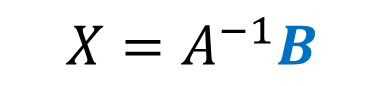 X = A⁻¹B